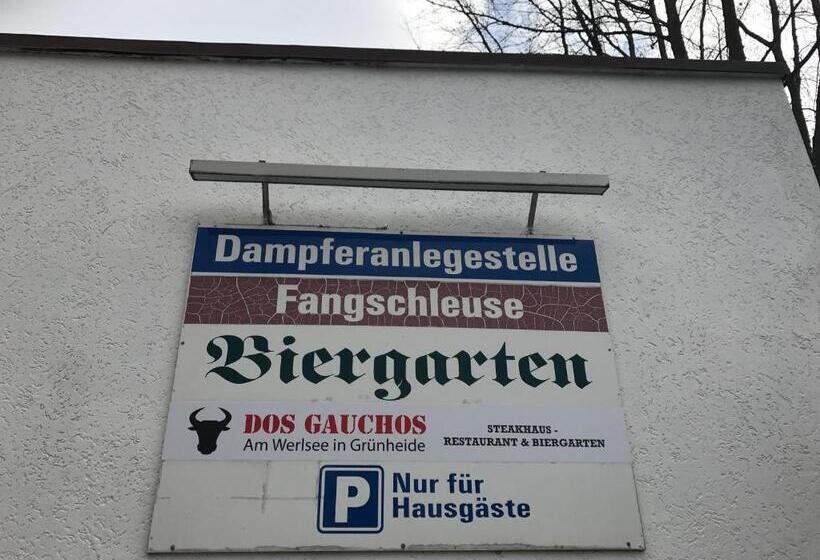 Dampferanlegestelle
Fangschleuse
Biergarten
DOS GAUCHOS
Am Werlsee in Grünheide
STEAKHAUS -
RESTAURANT & BIERGARTEN
P
Nur für
Hausgäste